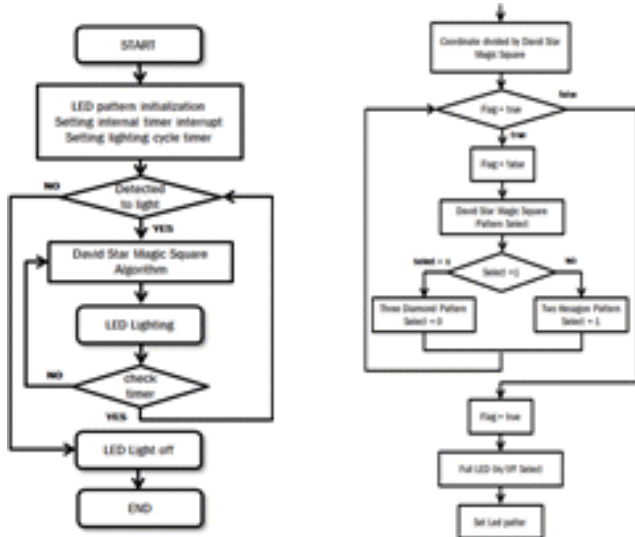 START
LED pattern initialization
Setting internal timer interrupt
Setting lighting cycle timer
NO
Detected
to light
YES
David Star Magic Square
Algorithm
LED Lighting
NO
check
timer
YES
LED Light off
END
Coordinate divided by David Star
Magic Square
false
Flag = true
true
Flag = false
David Star Magic Square
Pattern Select
Select = 1
Select =1
NO
Three Diamond Pattern
Select = 0
Two Hexagon Pattern
Select = 1
Flag = true
Full LED On/Off Select
Set Led patter